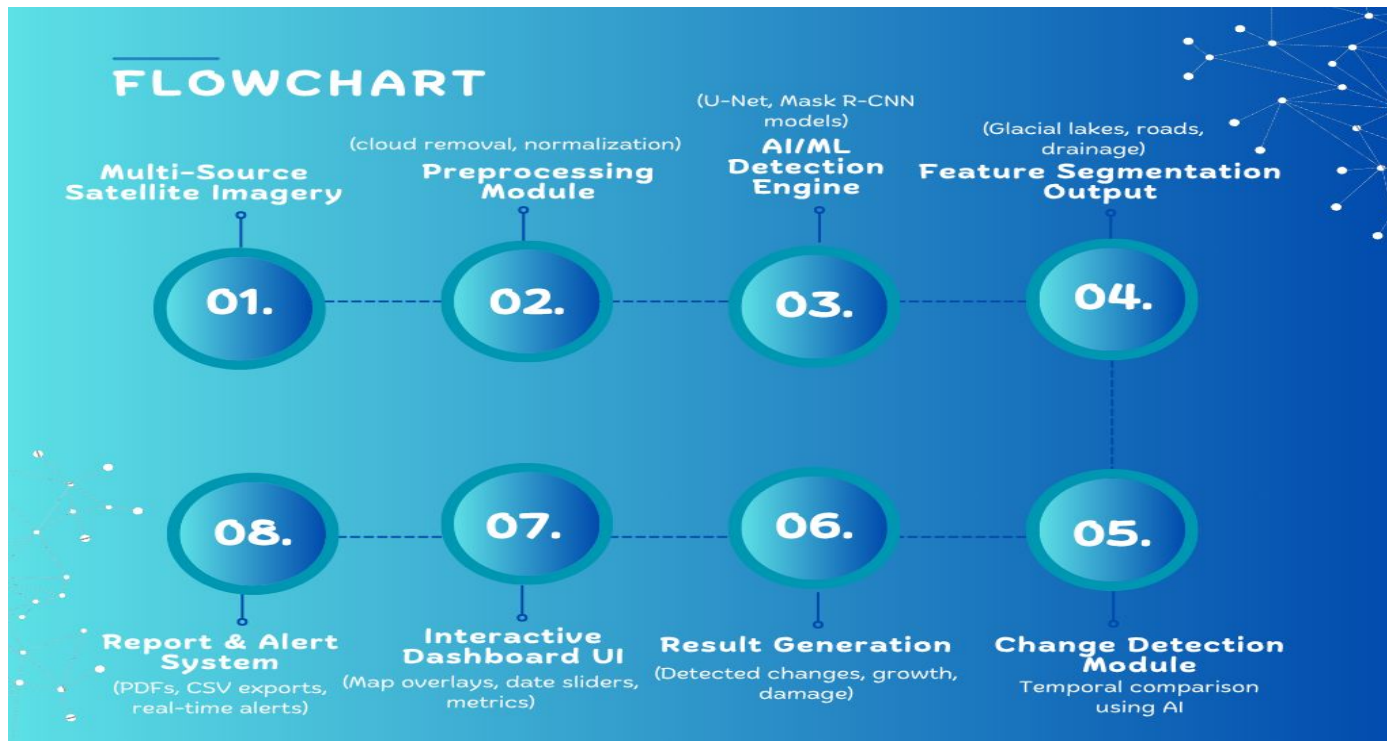 FLOWCHART
Multi-Source
Satellite Imagery
01.
(cloud removal, normalization)
Preprocessing
Module
02.
(U-Net, Mask R-CNN
models)
AI/ML
Detection
Engine
03.
(Glacial lakes, roads,
drainage)
Feature Segmentation
Output
04.
05.
Change Detection
Module
Temporal comparison
using AI
06.
Result Generation
(Detected changes, growth,
damage)
07.
Interactive
Dashboard UI
(Map overlays, date sliders,
metrics)
08.
Report & Alert
System
(PDFs, CSV exports,
real-time alerts)